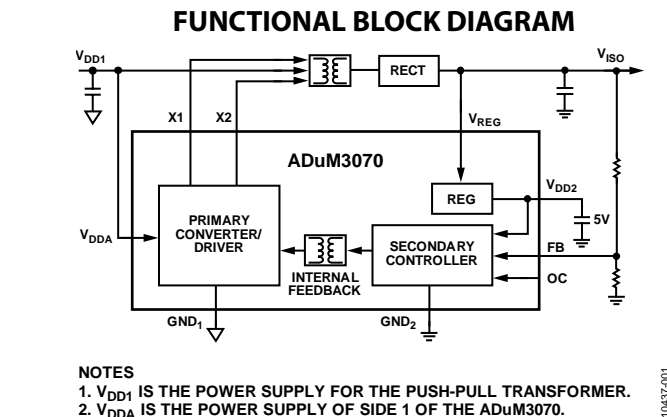 FUNCTIONAL BLOCK DIAGRAM
VDD1
VISO
RECT
X1
X2
VREG
ADuM3070
REG
VDD2
5V
PRIMARY
CONVERTER/
DRIVER
VDDA
SECONDARY
CONTROLLER
INTERNAL
FEEDBACK
FB
OC
GND1
GND2
NOTES
1. VDD1 IS THE POWER SUPPLY FOR THE PUSH-PULL TRANSFORMER.
2. VDDA IS THE POWER SUPPLY OF SIDE 1 OF THE ADuM3070.
10437-001